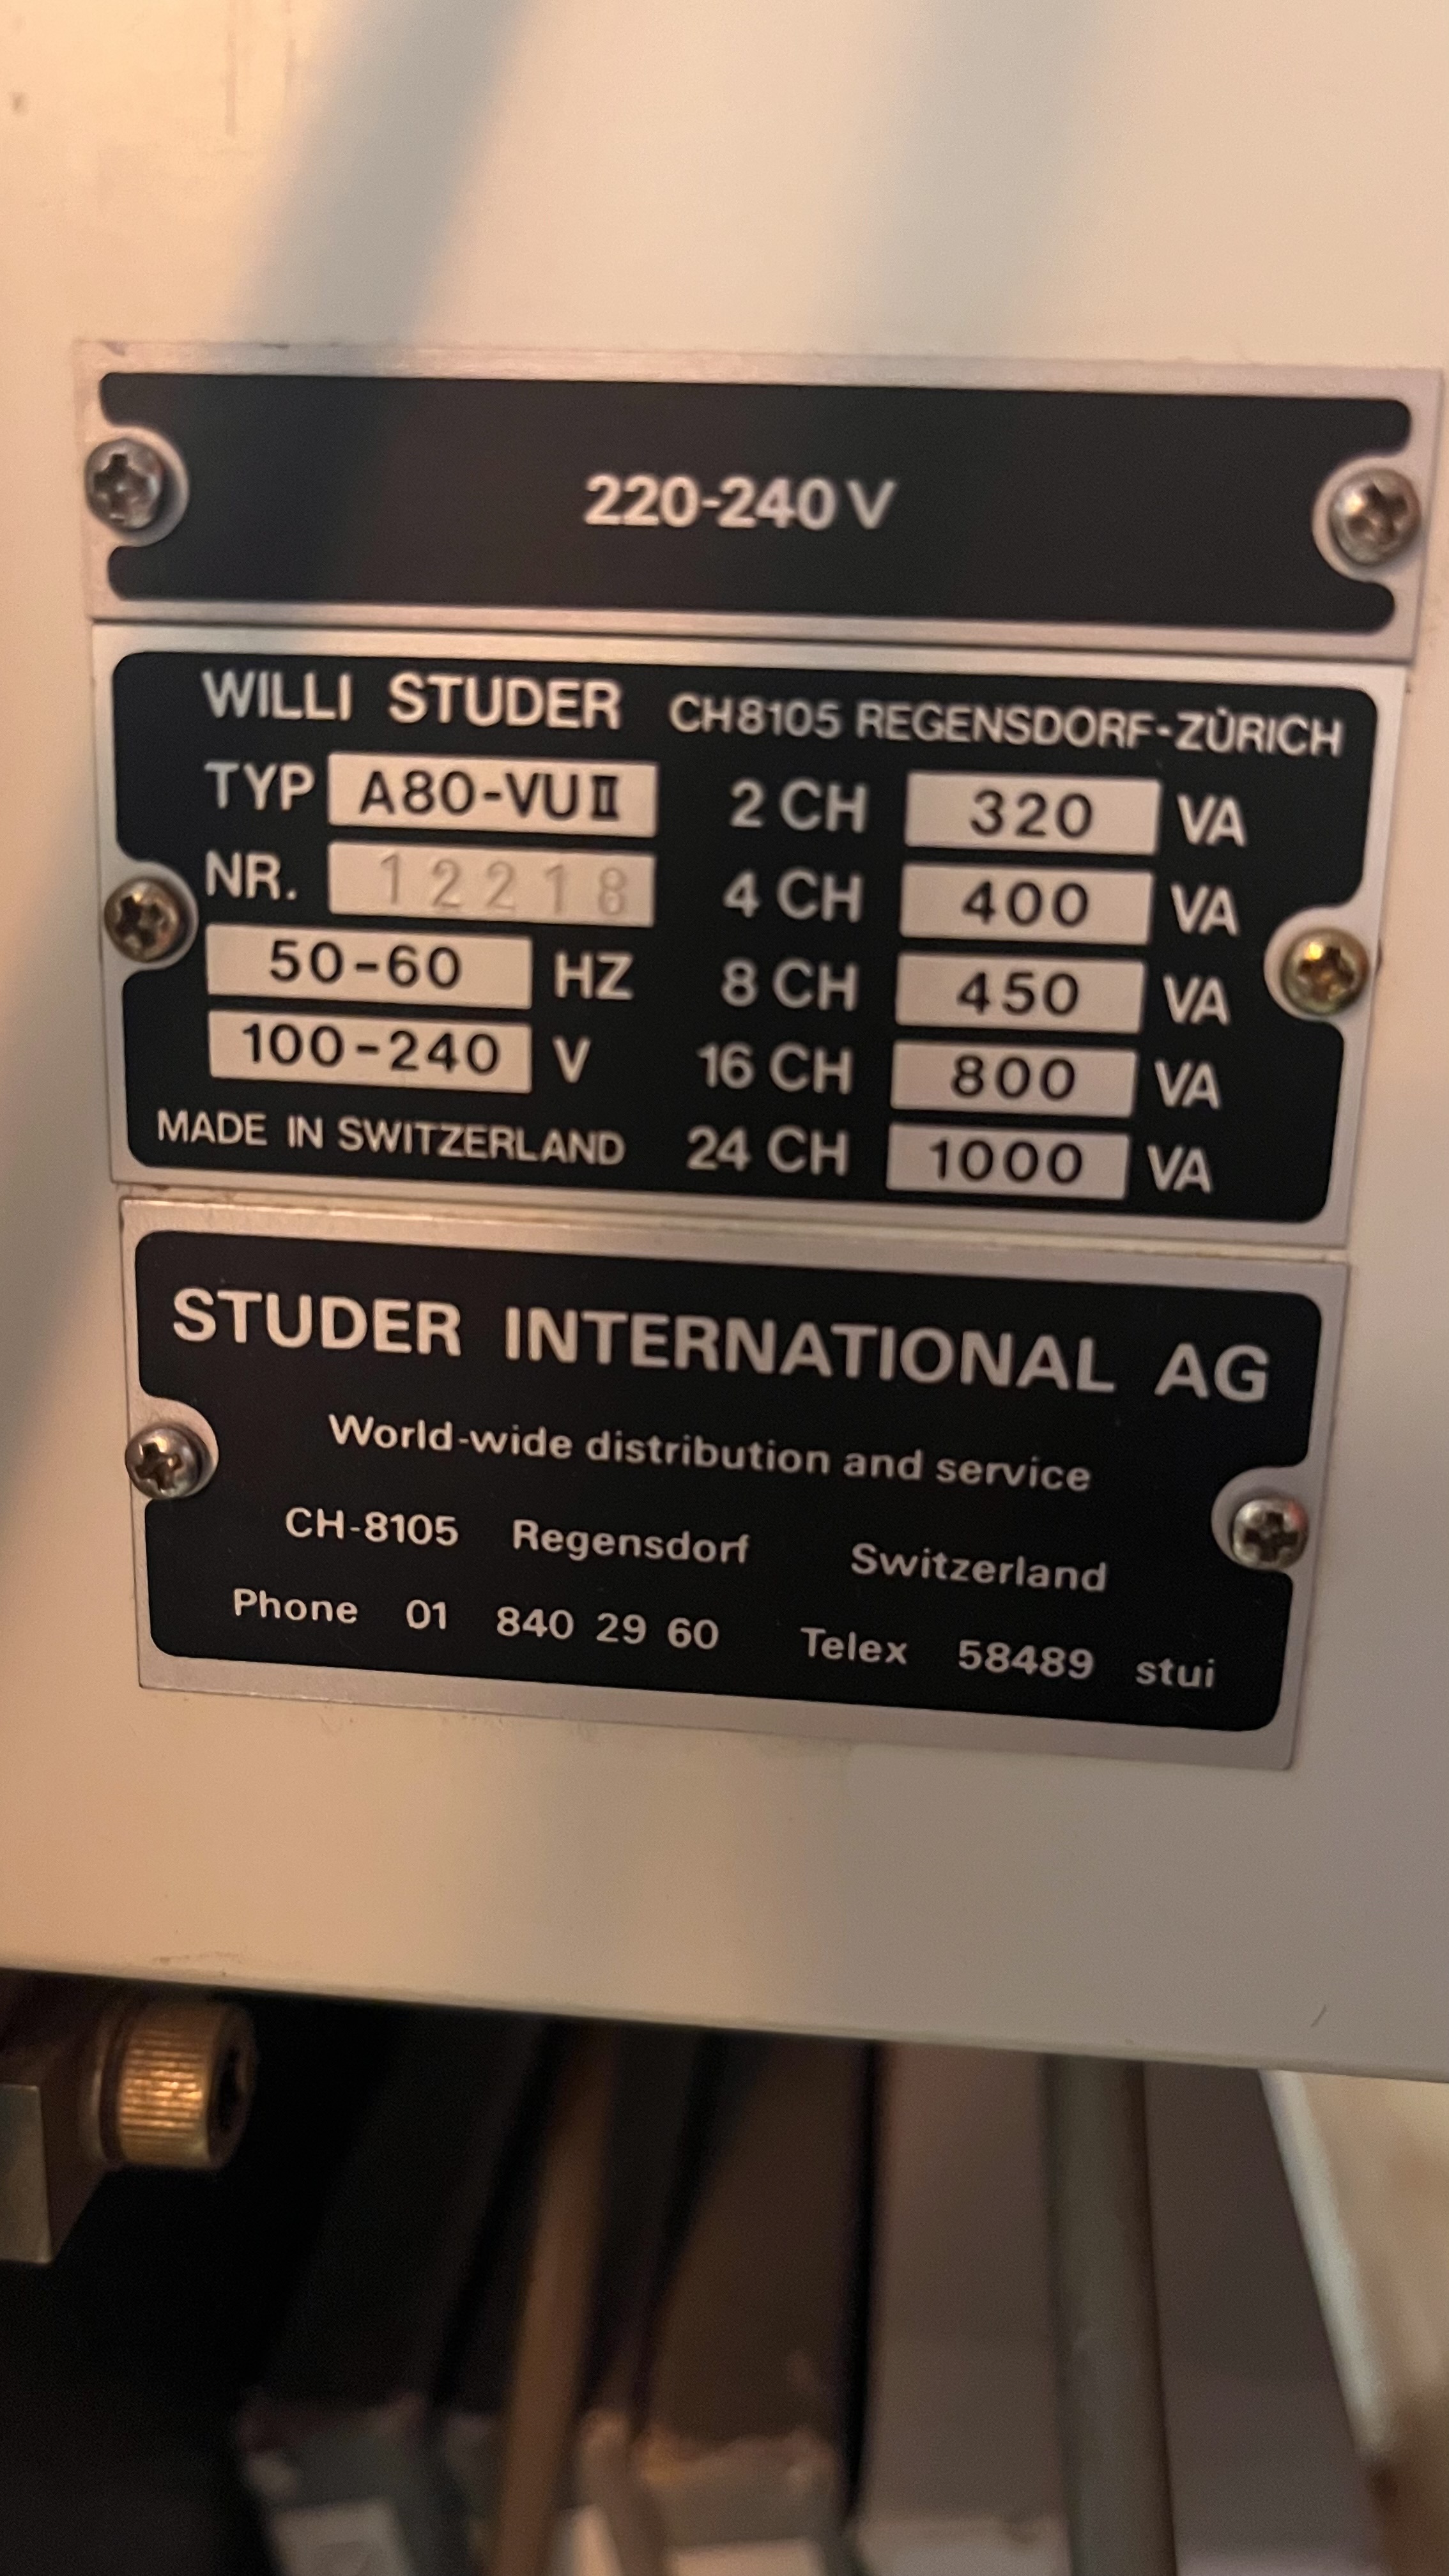 220-240 V
WILLI STUDER CH8105 REGENSDORF-ZÜRICH
TYP A80-VU II 2 CH 320 VA
NR. 12218 4 CH 400 VA
50-60 HZ 8 CH 450 VA
100-240 V 16 CH 800 VA
MADE IN SWITZERLAND 24 CH 1000 VA
STUDER INTERNATIONAL AG
World-wide distribution and service
CH-8105 Regensdorf Switzerland
Phone 01 840 29 60 Telex 58489 stui